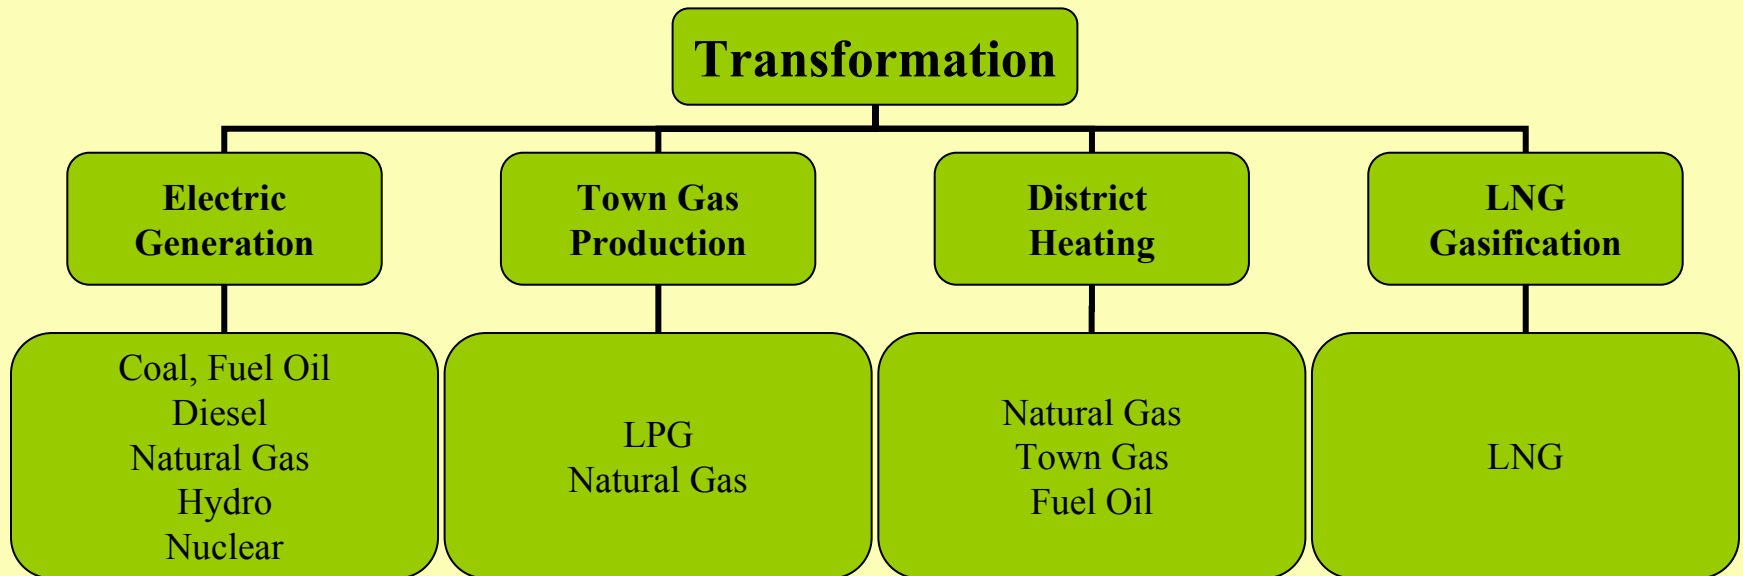 Transformation
Electric
Generation
Town Gas
Production
District
Heating
LNG
Gasification
Coal, Fuel Oil
Diesel
Natural Gas
Hydro
Nuclear
LPG
Natural Gas
Natural Gas
Town Gas
Fuel Oil
LNG